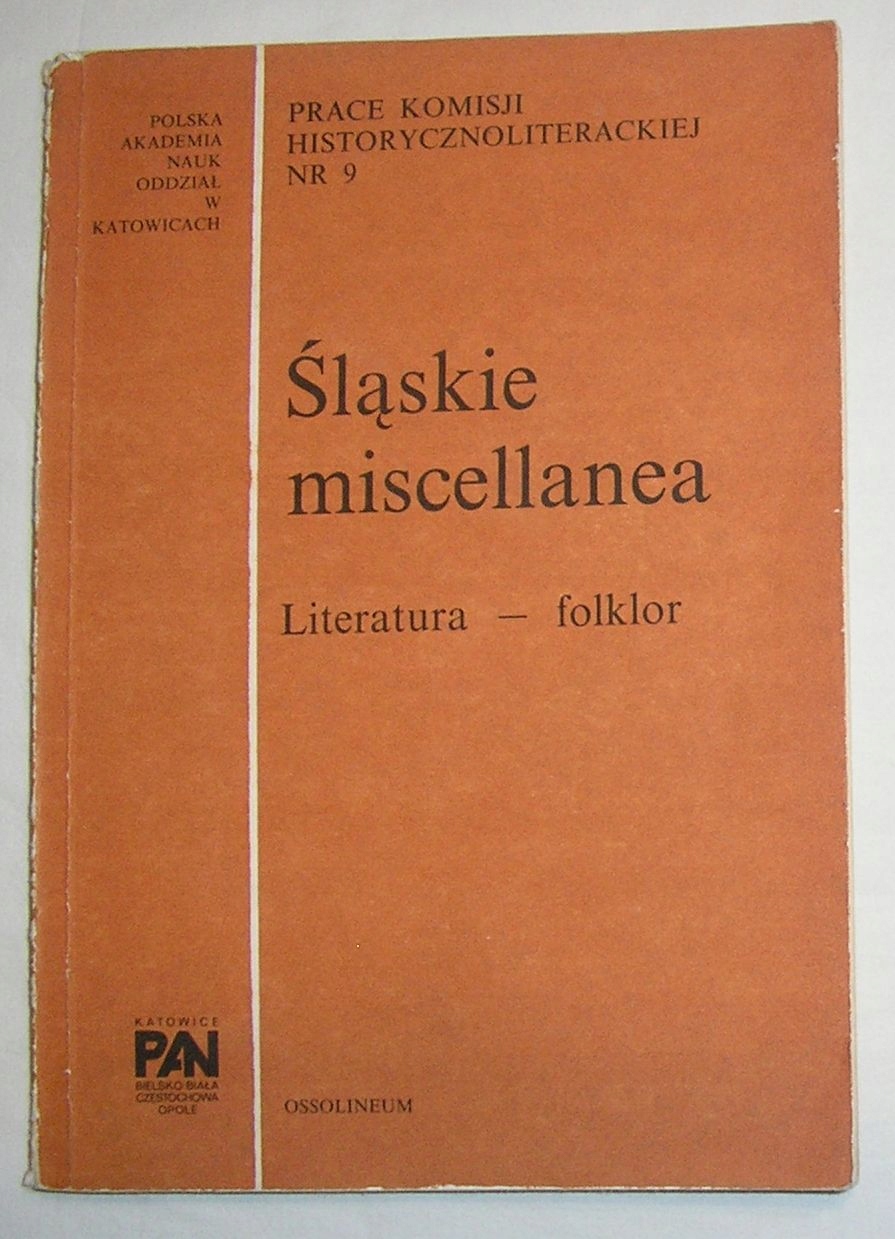 POLSKA
AKADEMIA
NAUK
ODDZIAŁ
W
KATOWICACH
PRACE KOMISJI
HISTORYCZNOLITERACKIEJ
NR 9
Śląskie
miscellanea
Literatura – folklor
KATOWICE
PAN
BIELSKO-BIAŁA
CZĘSTOCHOWA
OPOLE
OSSOLINEUM